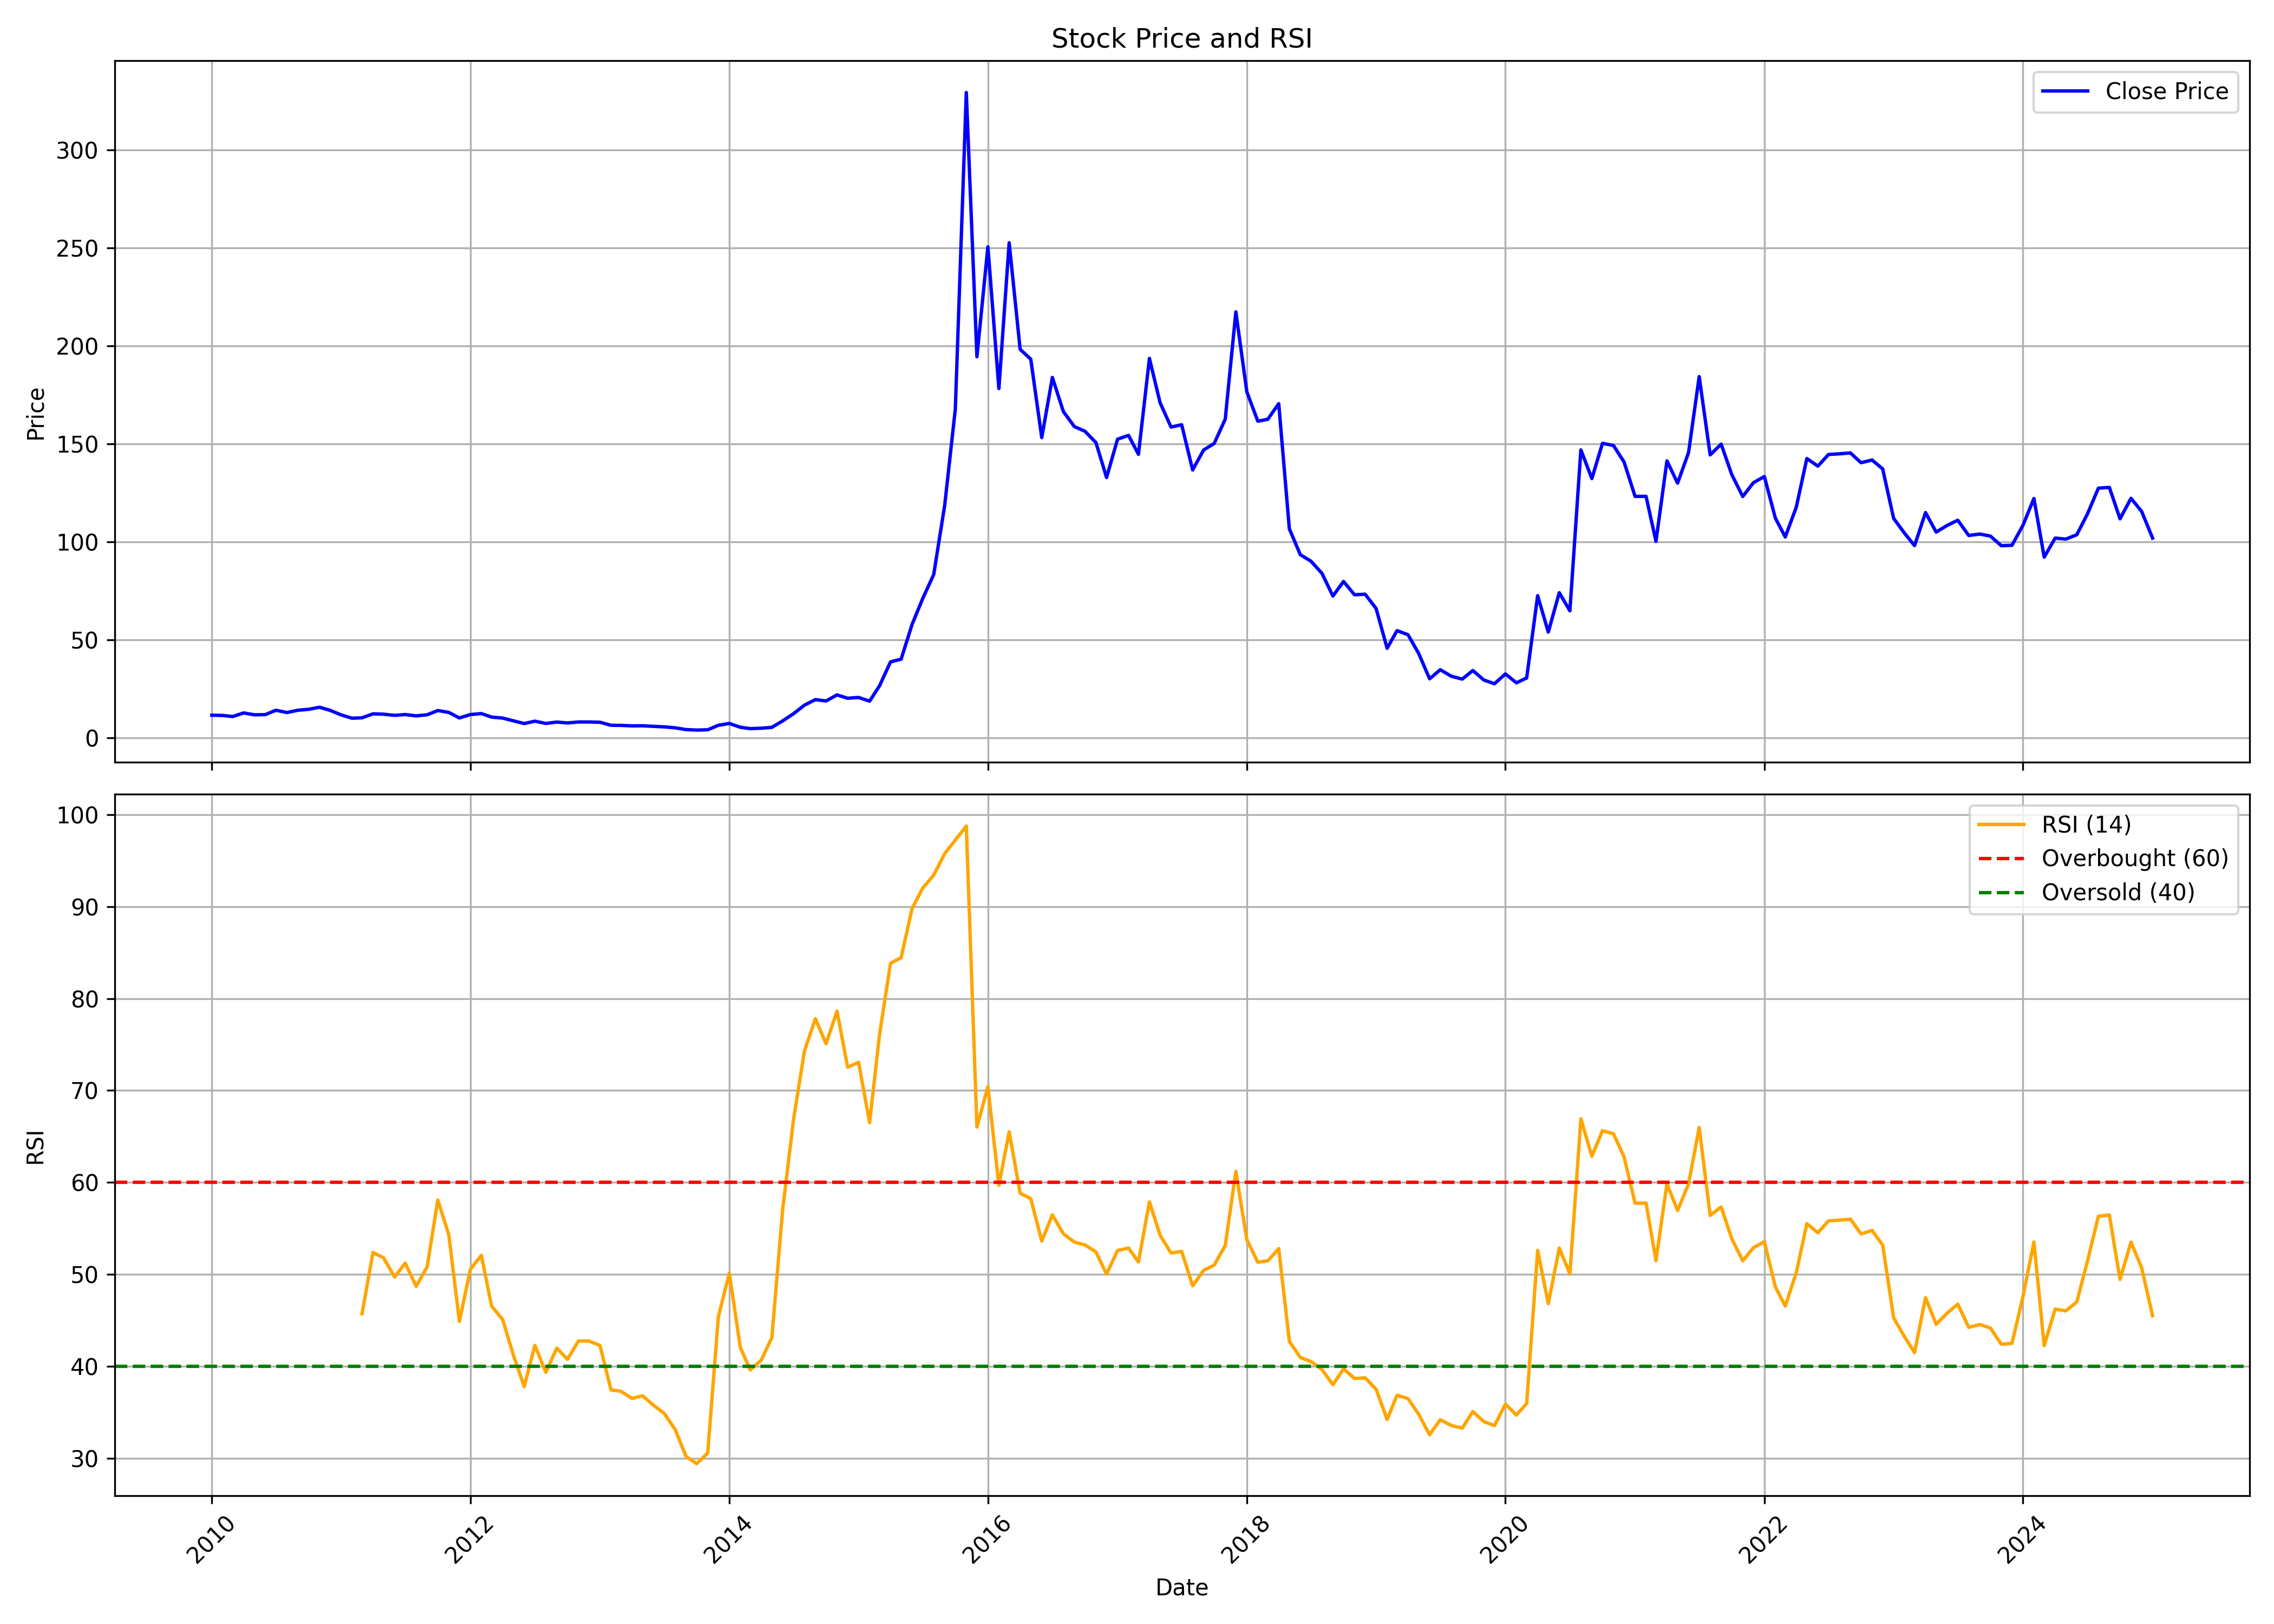 Stock Price and RSI
Close Price
Price
300
250
200
150
100
50
0
RSI (14)
Overbought (60)
Oversold (40)
RSI
100
90
80
70
60
50
40
30
2010
2012
2014
2016
2018
2020
2022
2024
Date